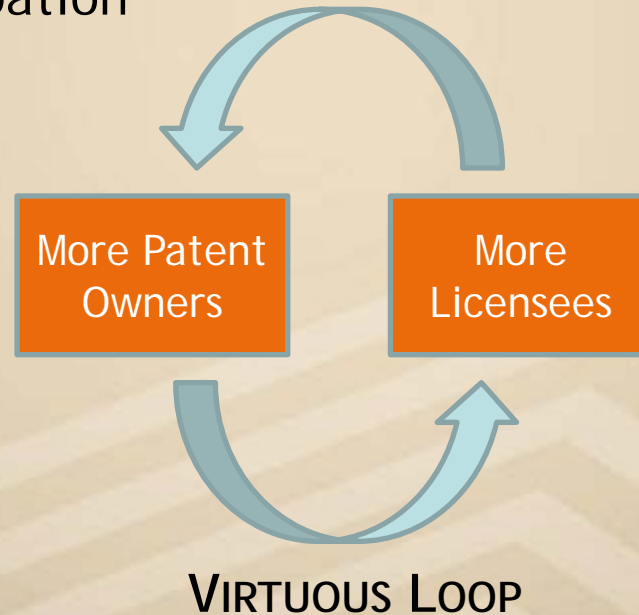 More Patent
Owners
More
Licensees
VIRTUOUS LOOP